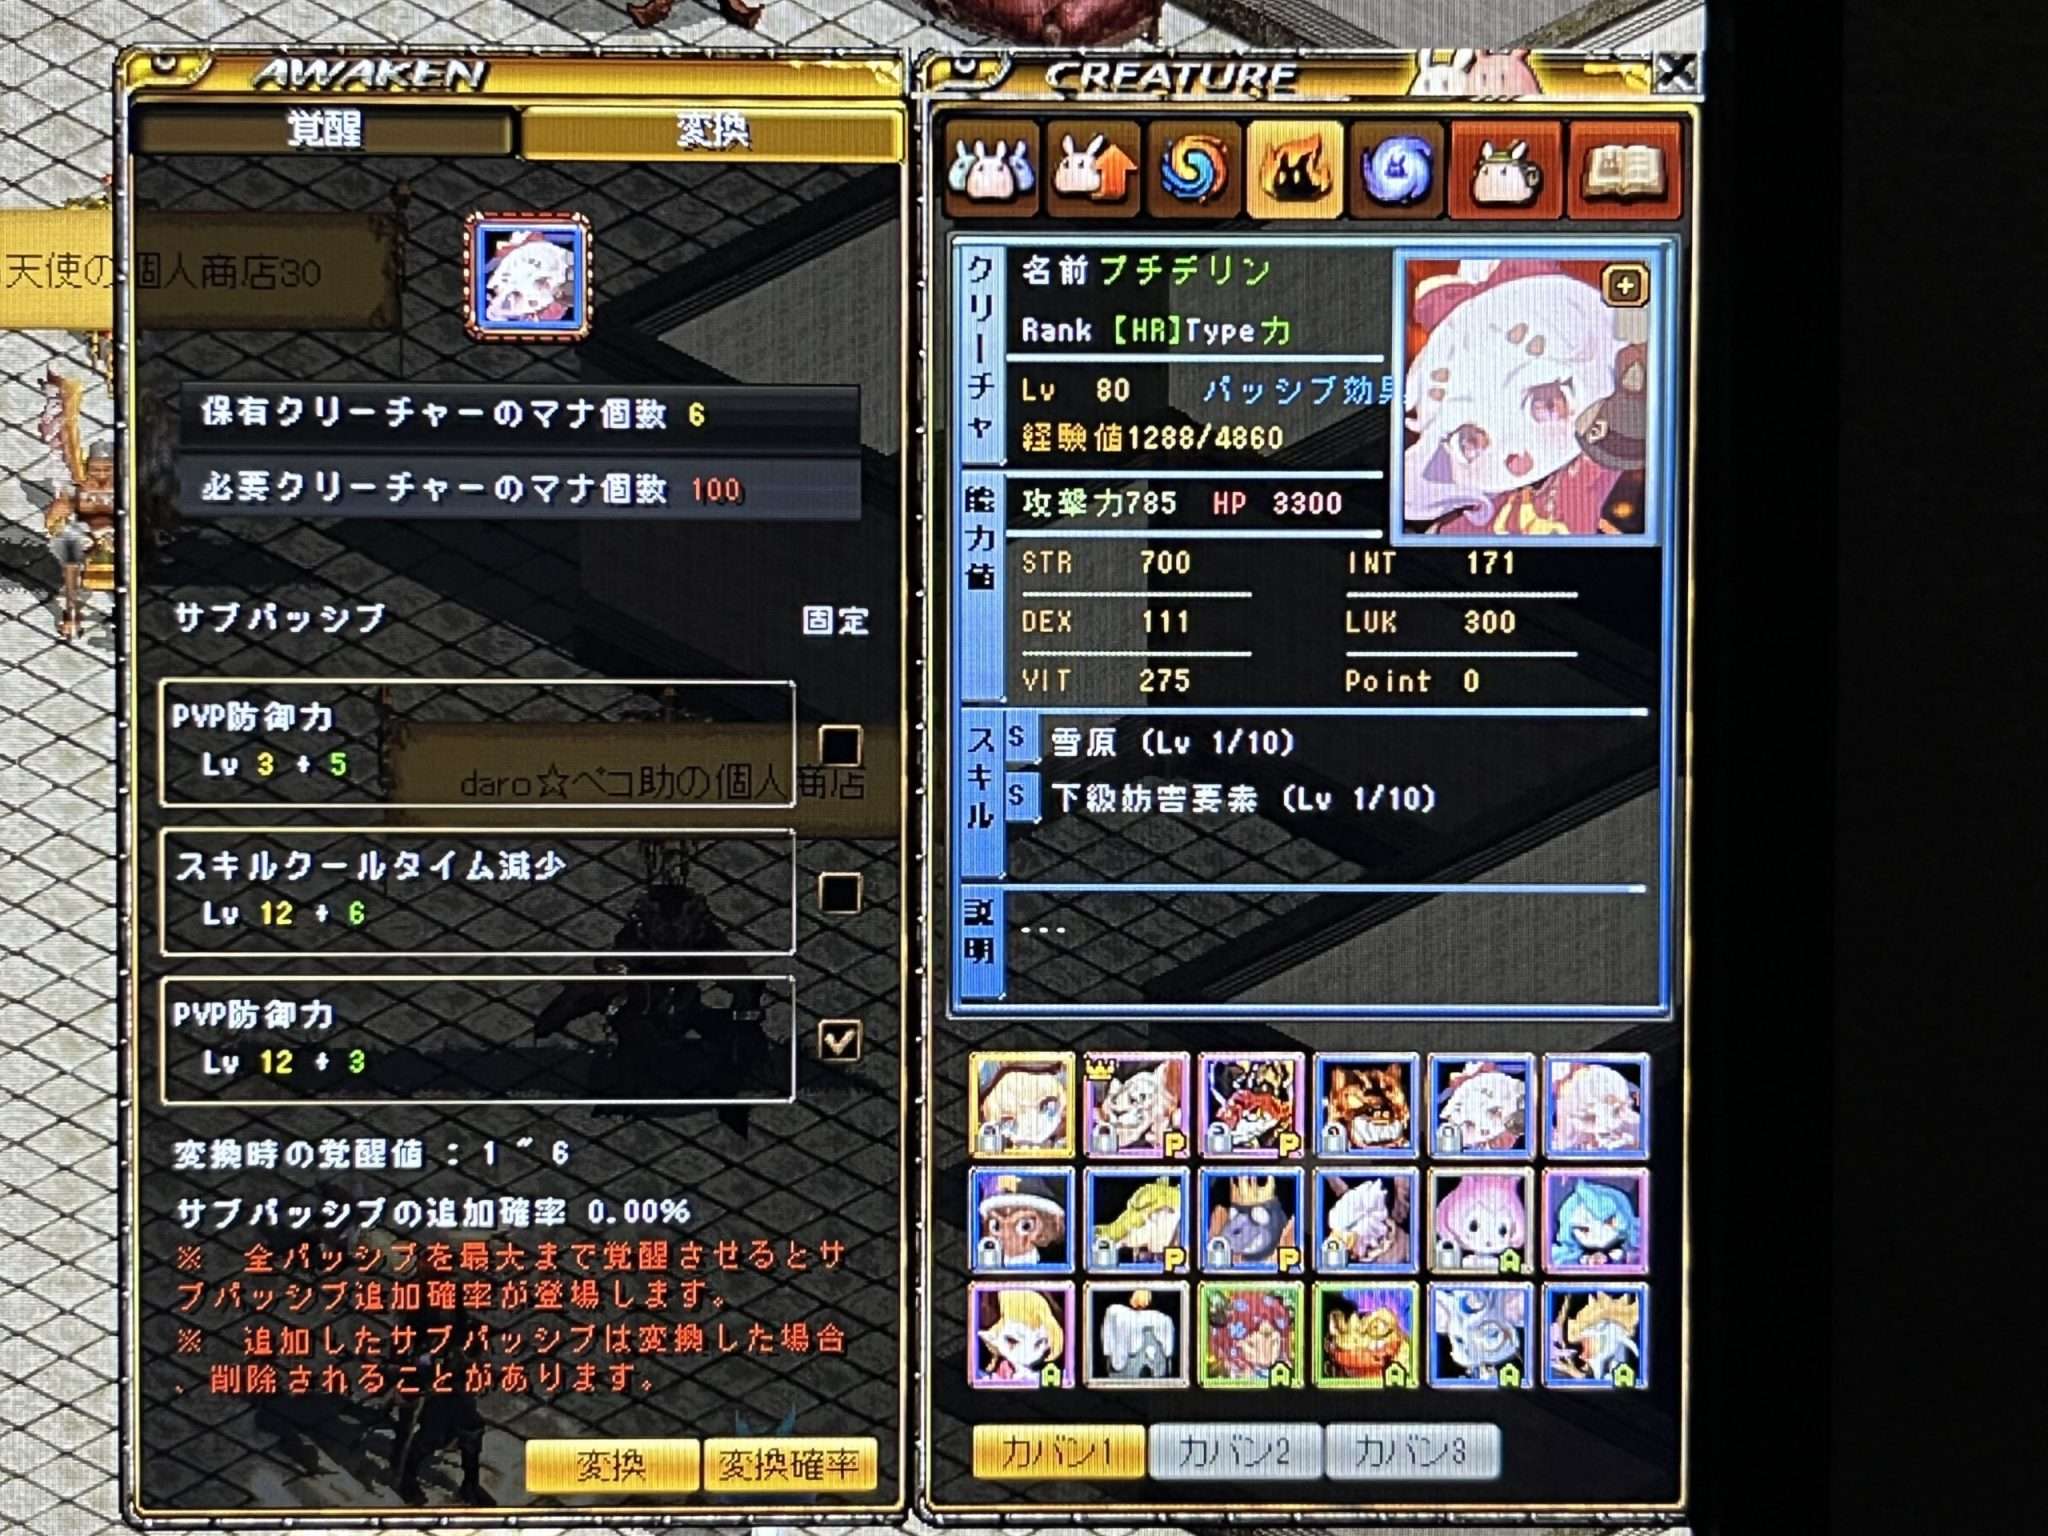 AWAKEN
覚醒
変換
天使の個人商店30
保有クリーチャーのマナ個数 6
必要クリーチャーのマナ個数 100
サブパッシブ 固定
PVP防御力
Lv 3 + 5
daro☆ペコ助の個人商店
スキルクールタイム減少
Lv 12 + 6
PVP防御力
Lv 12 + 3
変換時の覚醒値 : 1 ~ 6
サブパッシブの追加確率 0.00%
※ 全パッシブを最大まで覚醒させるとサ
ブパッシブ追加確率が登場します。
※ 追加したサブパッシブは変換した場合
、削除されることがあります。
変換
変換確率
CREATURE
クリーチャ
名前 プチデリン
Rank [HR]Type力
Lv 80 パッシブ効果
経験値1288/4860
能力値
攻撃力785 HP 3300
STR 700 INT 171
DEX 111 LUK 300
VIT 275 Point 0
スキル
S 雪原 (Lv 1/10)
S 下級妨害要素 (Lv 1/10)
説明
...
P
P
P
P
A
A
A
A
A
A
カバン1
カバン2
カバン3